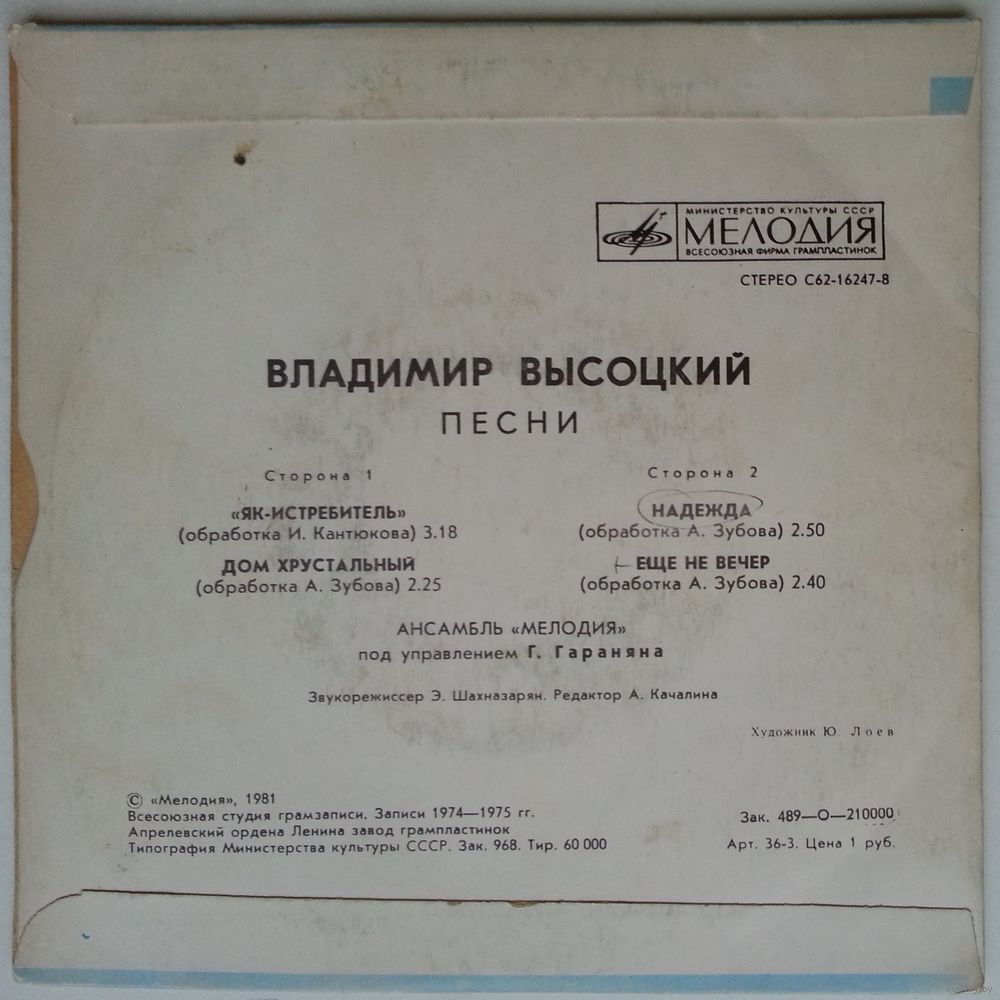 МИНИСТЕРСТВО КУЛЬТУРЫ СССР
МЕЛОДИЯ
ВСЕСОЮЗНАЯ ФИРМА ГРАМПЛАСТИНОК
СТЕРЕО С62-16247-8
ВЛАДИМИР ВЫСОЦКИЙ
ПЕСНИ
Сторона 1
«ЯК-ИСТРЕБИТЕЛЬ»
(обработка И. Кантюкова) 3.18
ДОМ ХРУСТАЛЬНЫЙ
(обработка А. Зубова) 2.25
Сторона 2
НАДЕЖДА
(обработка А. Зубова) 2.50
ЕЩЕ НЕ ВЕЧЕР
(обработка А. Зубова) 2.40
АНСАМБЛЬ «МЕЛОДИЯ»
под управлением Г. Гараняна
Звукорежиссер Э. Шахназарян. Редактор А. Качалина
Художник Ю. Лоев
© «Мелодия», 1981
Всесоюзная студия грамзаписи. Записи 1974—1975 гг.
Апрелевский ордена Ленина завод грампластинок
Типография Министерства культуры СССР. Зак. 968. Тир. 60 000
Зак. 489—О—210000
Арт. 36-3. Цена 1 руб.